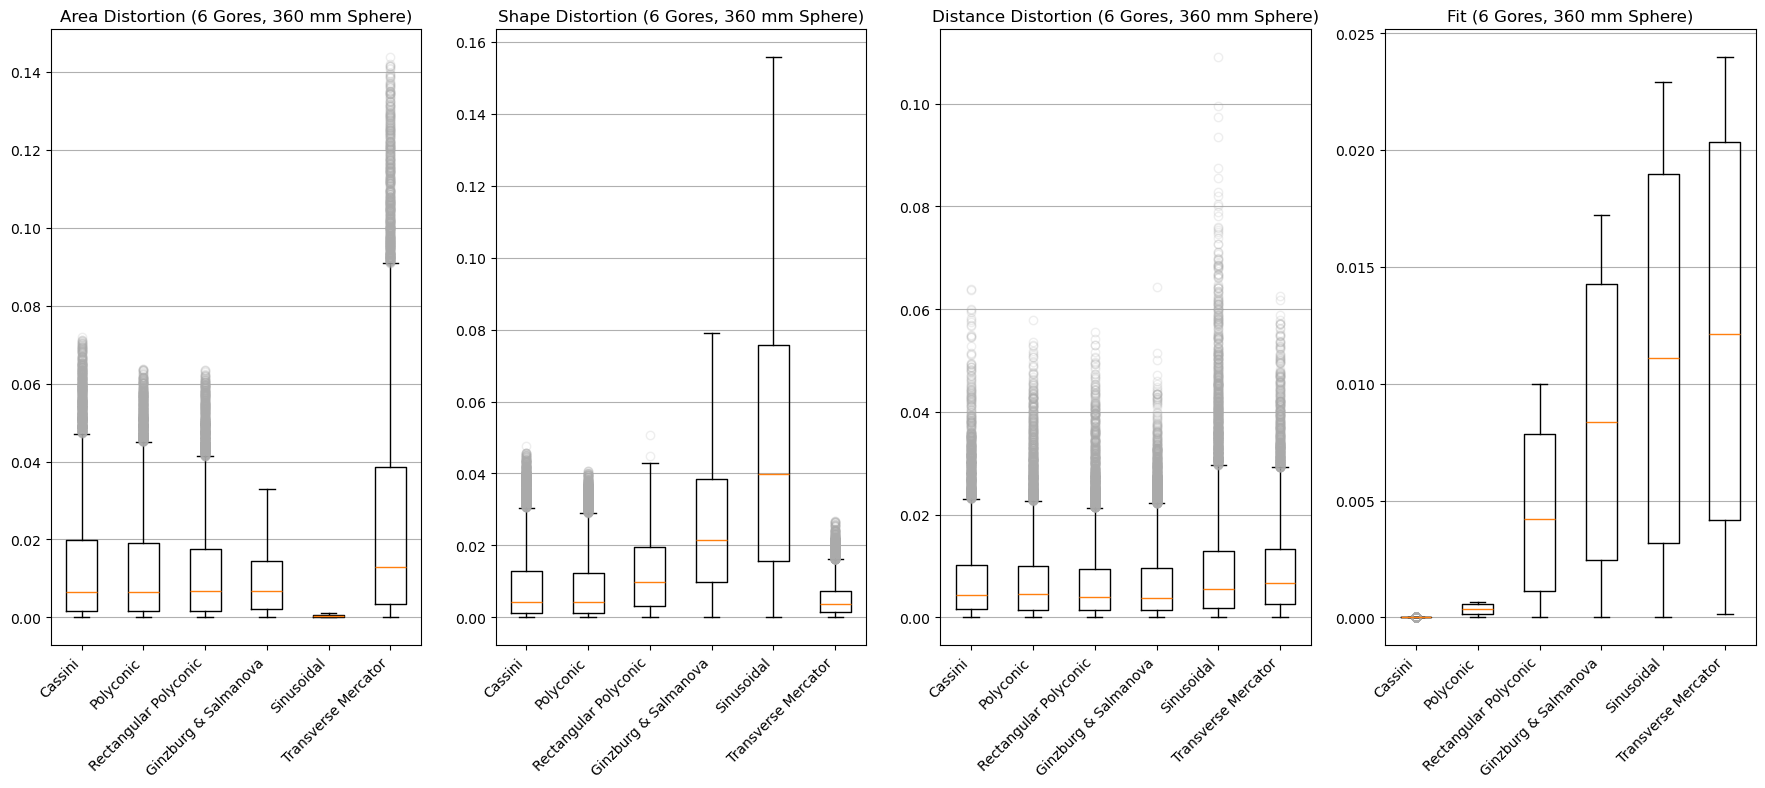 Area Distortion (6 Gores, 360 mm Sphere)
0.14
0.12
0.10
0.08
0.06
0.04
0.02
0.00
Cassini
Polyconic
Rectangular Polyconic
Ginzburg & Salmanova
Sinusoidal
Transverse Mercator
Shape Distortion (6 Gores, 360 mm Sphere)
0.16
0.14
0.12
0.10
0.08
0.06
0.04
0.02
0.00
Cassini
Polyconic
Rectangular Polyconic
Ginzburg & Salmanova
Sinusoidal
Transverse Mercator
Distance Distortion (6 Gores, 360 mm Sphere)
0.10
0.08
0.06
0.04
0.02
0.00
Cassini
Polyconic
Rectangular Polyconic
Ginzburg & Salmanova
Sinusoidal
Transverse Mercator
Fit (6 Gores, 360 mm Sphere)
0.025
0.020
0.015
0.010
0.005
0.000
Cassini
Polyconic
Rectangular Polyconic
Ginzburg & Salmanova
Sinusoidal
Transverse Mercator